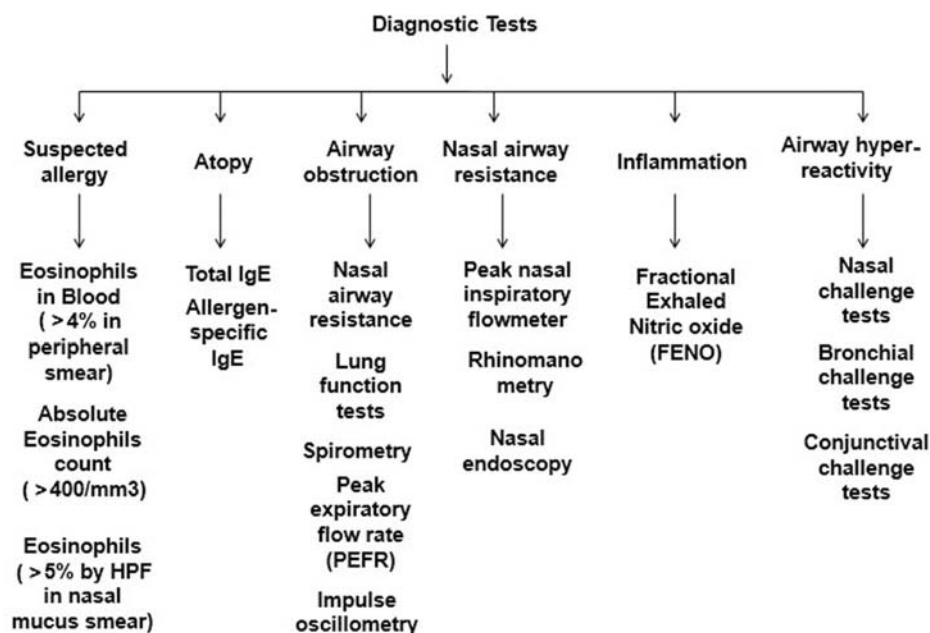 Diagnostic Tests
Suspected
allergy
Atopy
Airway
obstruction
Nasal airway
resistance
Inflammation
Airway hyper-
reactivity
Eosinophils
in Blood
( >4% in
peripheral
smear)
Absolute
Eosinophils
count
( >400/mm3)
Eosinophils
( >5% by HPF
in nasal
mucus smear)
Total IgE
Allergen-
specific
IgE
Nasal
airway
resistance
Lung
function
tests
Spirometry
Peak
expiratory
flow rate
(PEFR)
Impulse
oscillometry
Peak nasal
inspiratory
flowmeter
Rhinomano
metry
Nasal
endoscopy
Fractional
Exhaled
Nitric oxide
(FENO)
Nasal
challenge
tests
Bronchial
challenge
tests
Conjunctival
challenge
tests